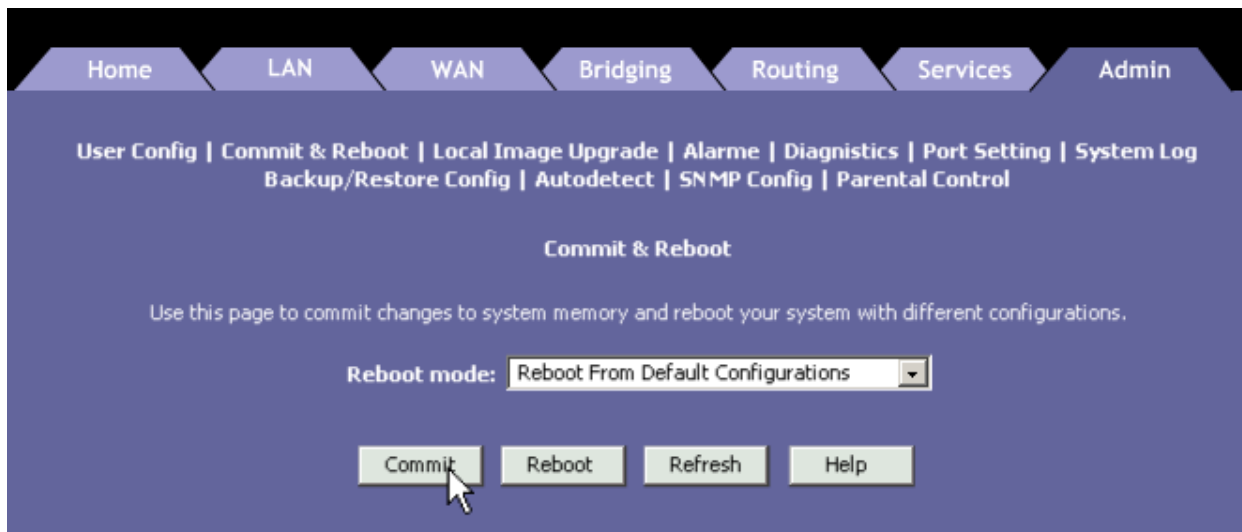 Home LAN WAN Bridging Routing Services Admin
User Config | Commit & Reboot | Local Image Upgrade | Alarme | Diagnostics | Port Setting | System Log
Backup/Restore Config | Autodetect | SNMP Config | Parental Control
Commit & Reboot
Use this page to commit changes to system memory and reboot your system with different configurations.
Reboot mode: Reboot From Default Configurations
Commit Reboot Refresh Help